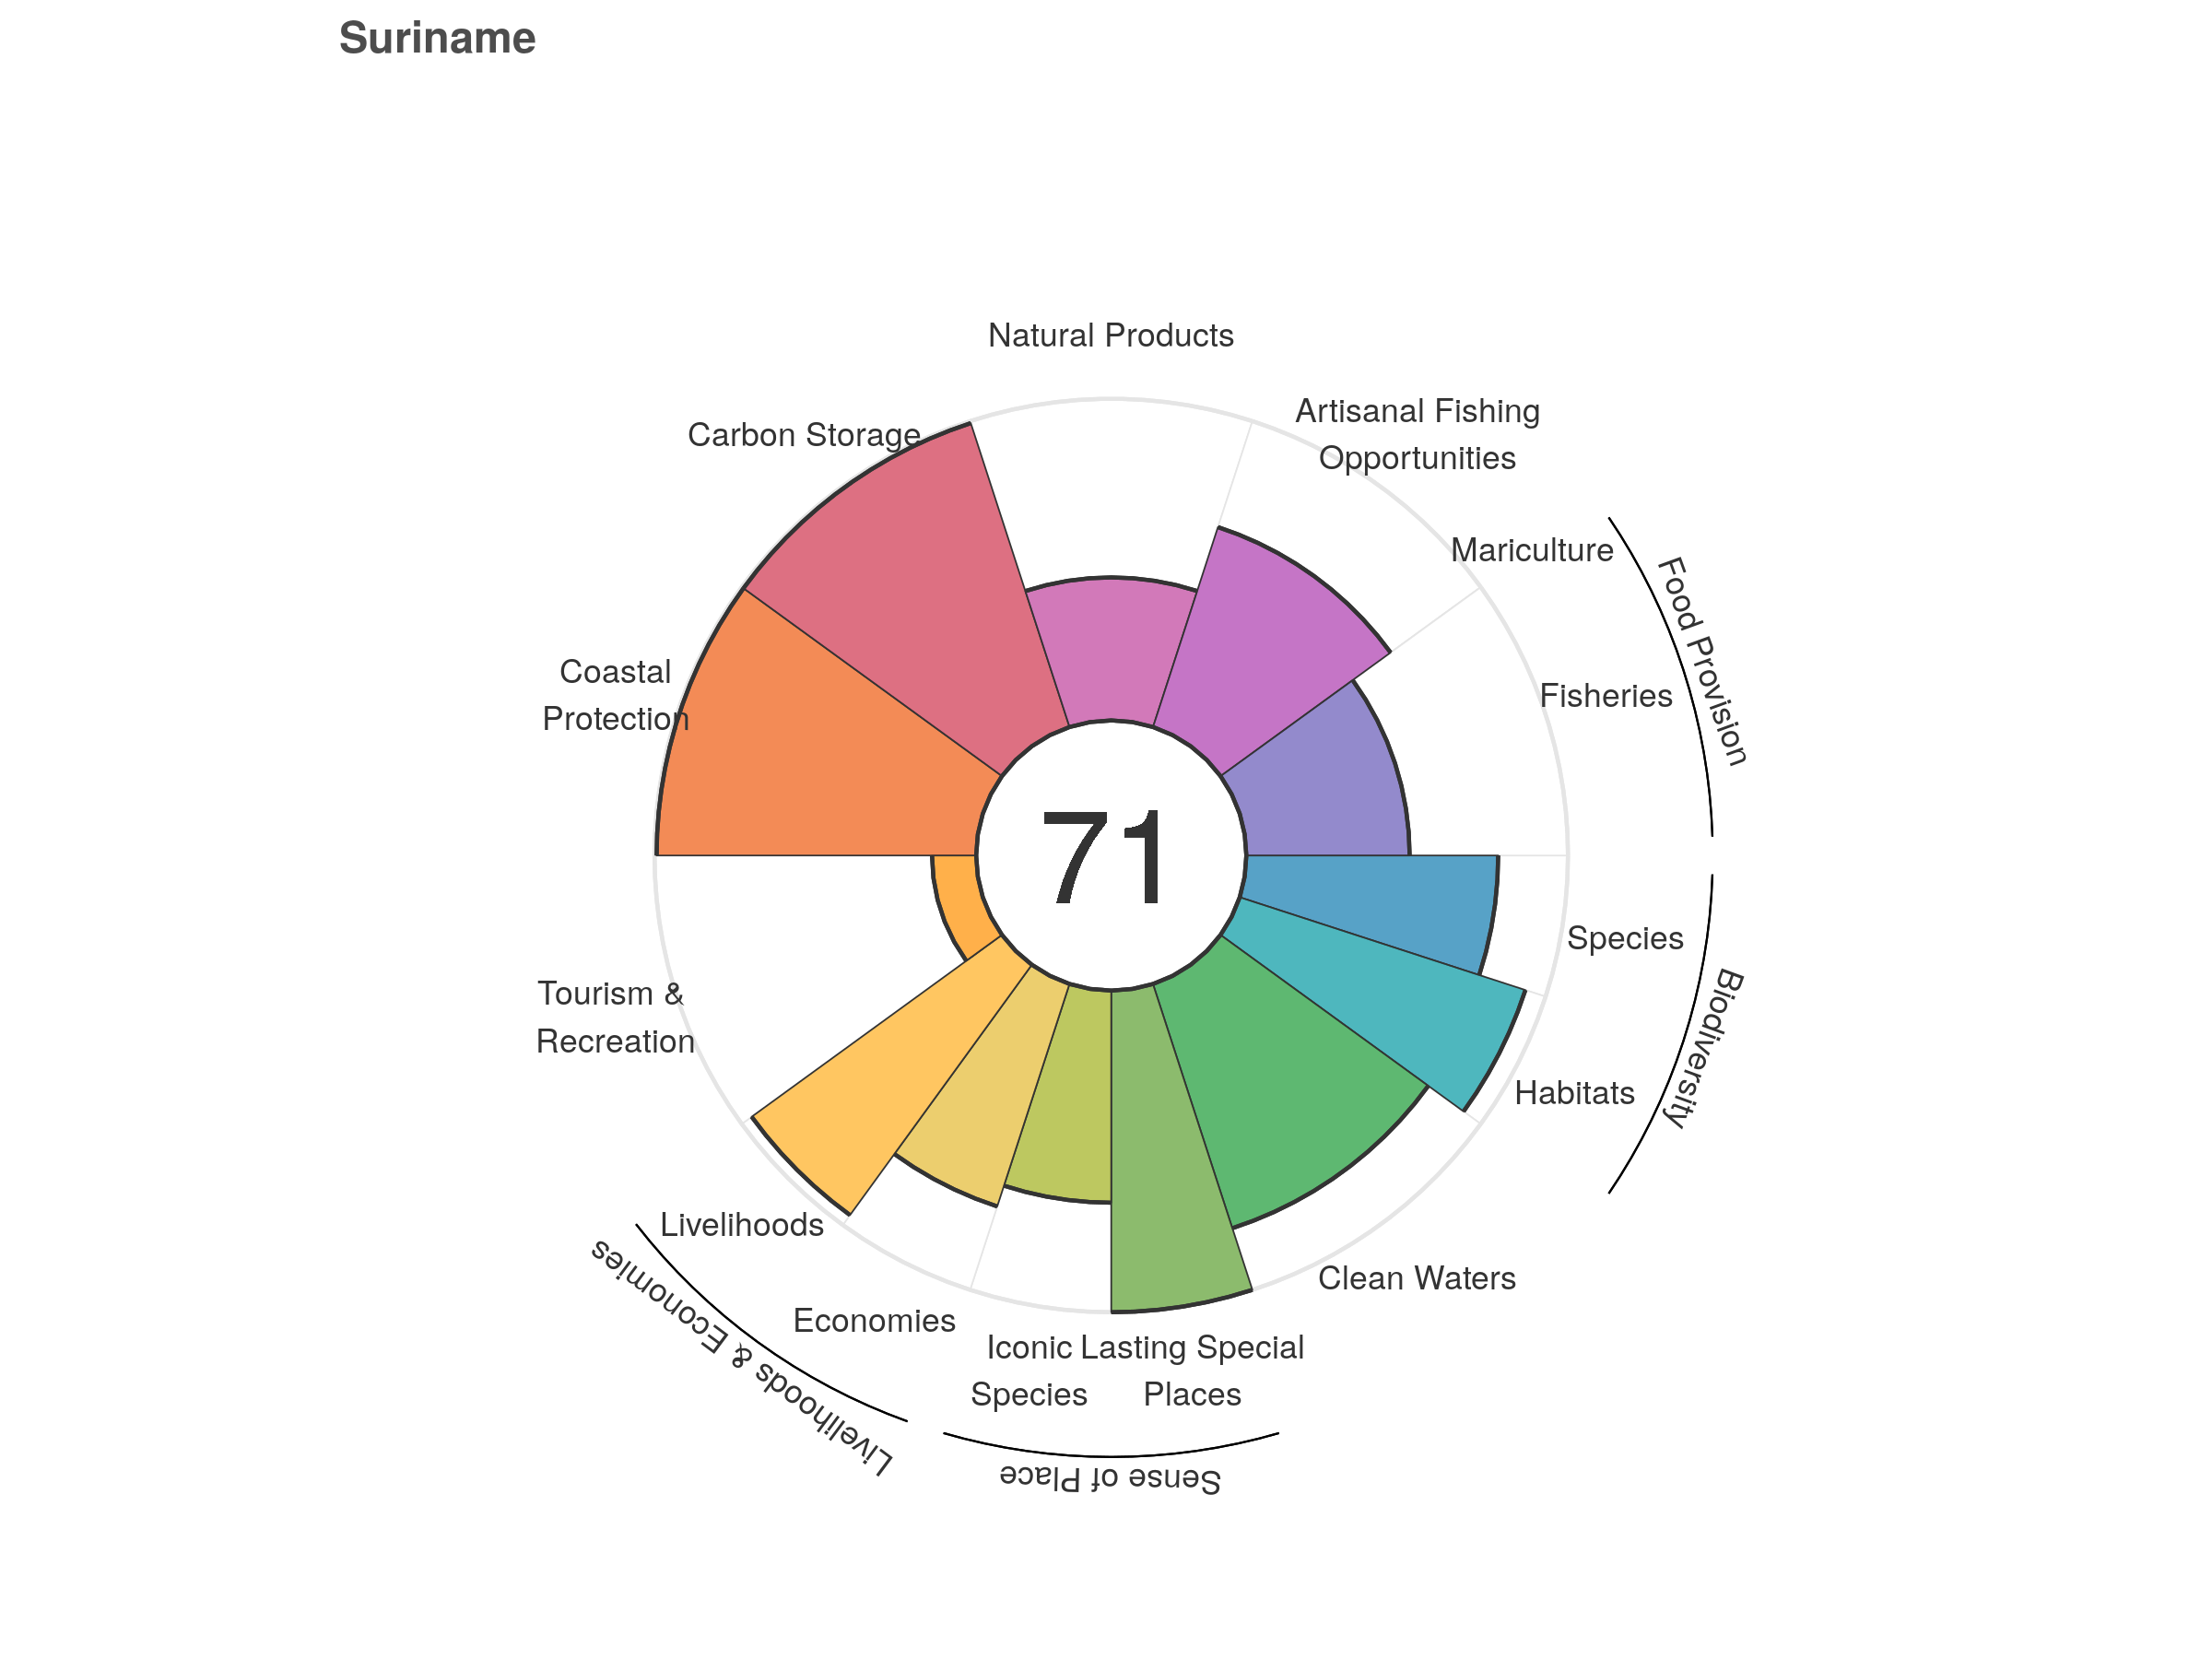 Suriname
Natural Products
Artisanal Fishing
Opportunities
Carbon Storage
Mariculture
Food Provision
Coastal
Protection
Fisheries
71
Species
Tourism &
Recreation
Biodiversity
Habitats
Livelihoods
Clean Waters
Economies
Iconic
Species
Lasting Special
Places
Livelihoods & Economies
Sense of Place